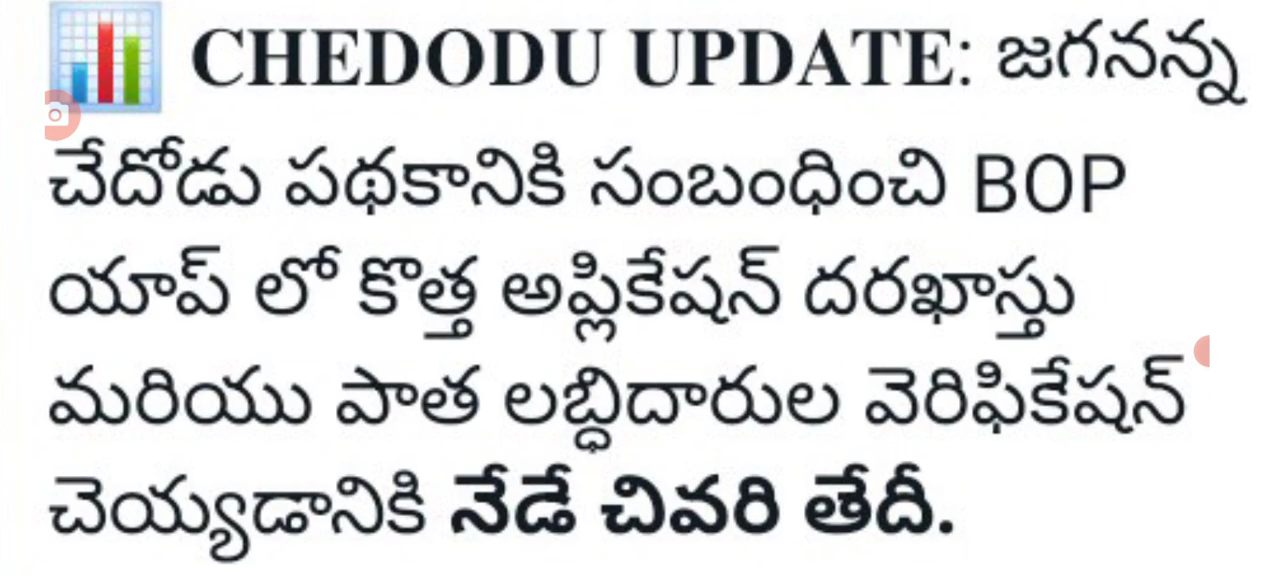 CHEDODU UPDATE: జగనన్న
చేదోడు పథకానికి సంబంధించి BOP
యాప్ లో కొత్త అప్లికేషన్ దరఖాస్తు
మరియు పాత లబ్ధిదారుల వెరిఫికేషన్
చెయ్యడానికి నేడే చివరి తేదీ.